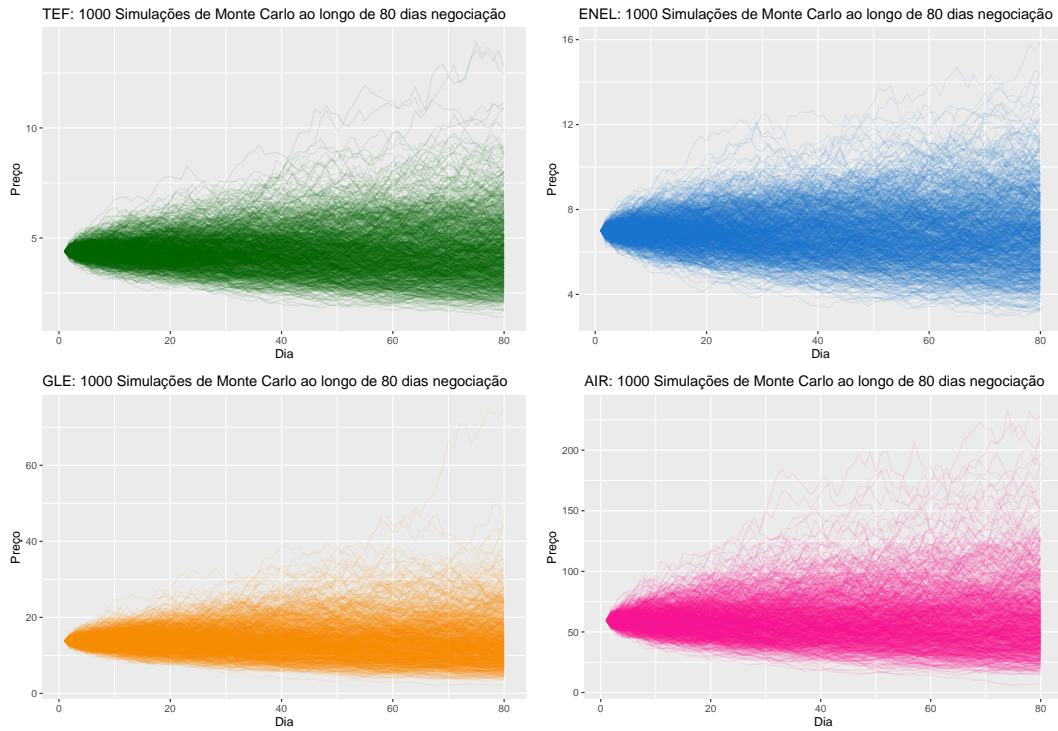 TEF: 1000 Simulações de Monte Carlo ao longo de 80 dias negociação
10
5
Preço
0
20
40
60
80
Dia
ENEL: 1000 Simulações de Monte Carlo ao longo de 80 dias negociação
16
12
8
4
Preço
0
20
40
60
80
Dia
GLE: 1000 Simulações de Monte Carlo ao longo de 80 dias negociação
60
40
20
0
Preço
0
20
40
60
80
Dia
AIR: 1000 Simulações de Monte Carlo ao longo de 80 dias negociação
200
150
100
50
0
Preço
0
20
40
60
80
Dia